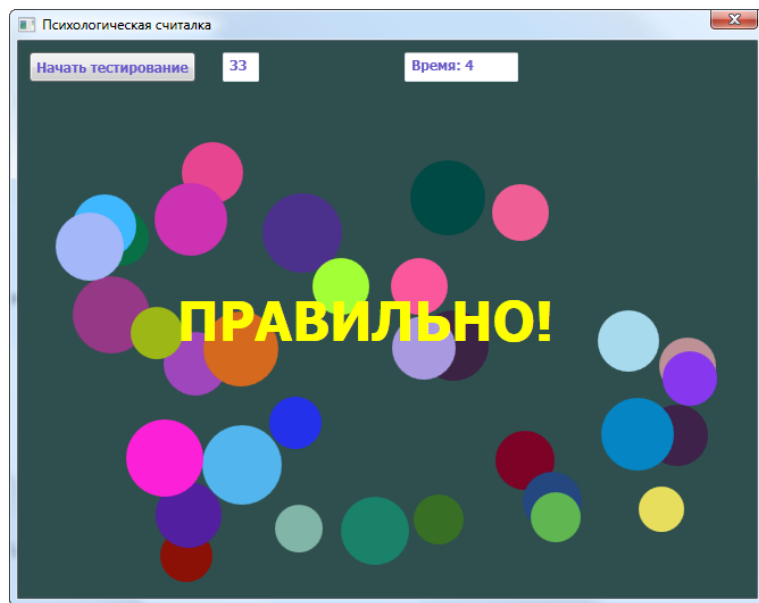 Психологическая считалка
Начать тестирование 33 Время: 4
ПРАВИЛЬНО!